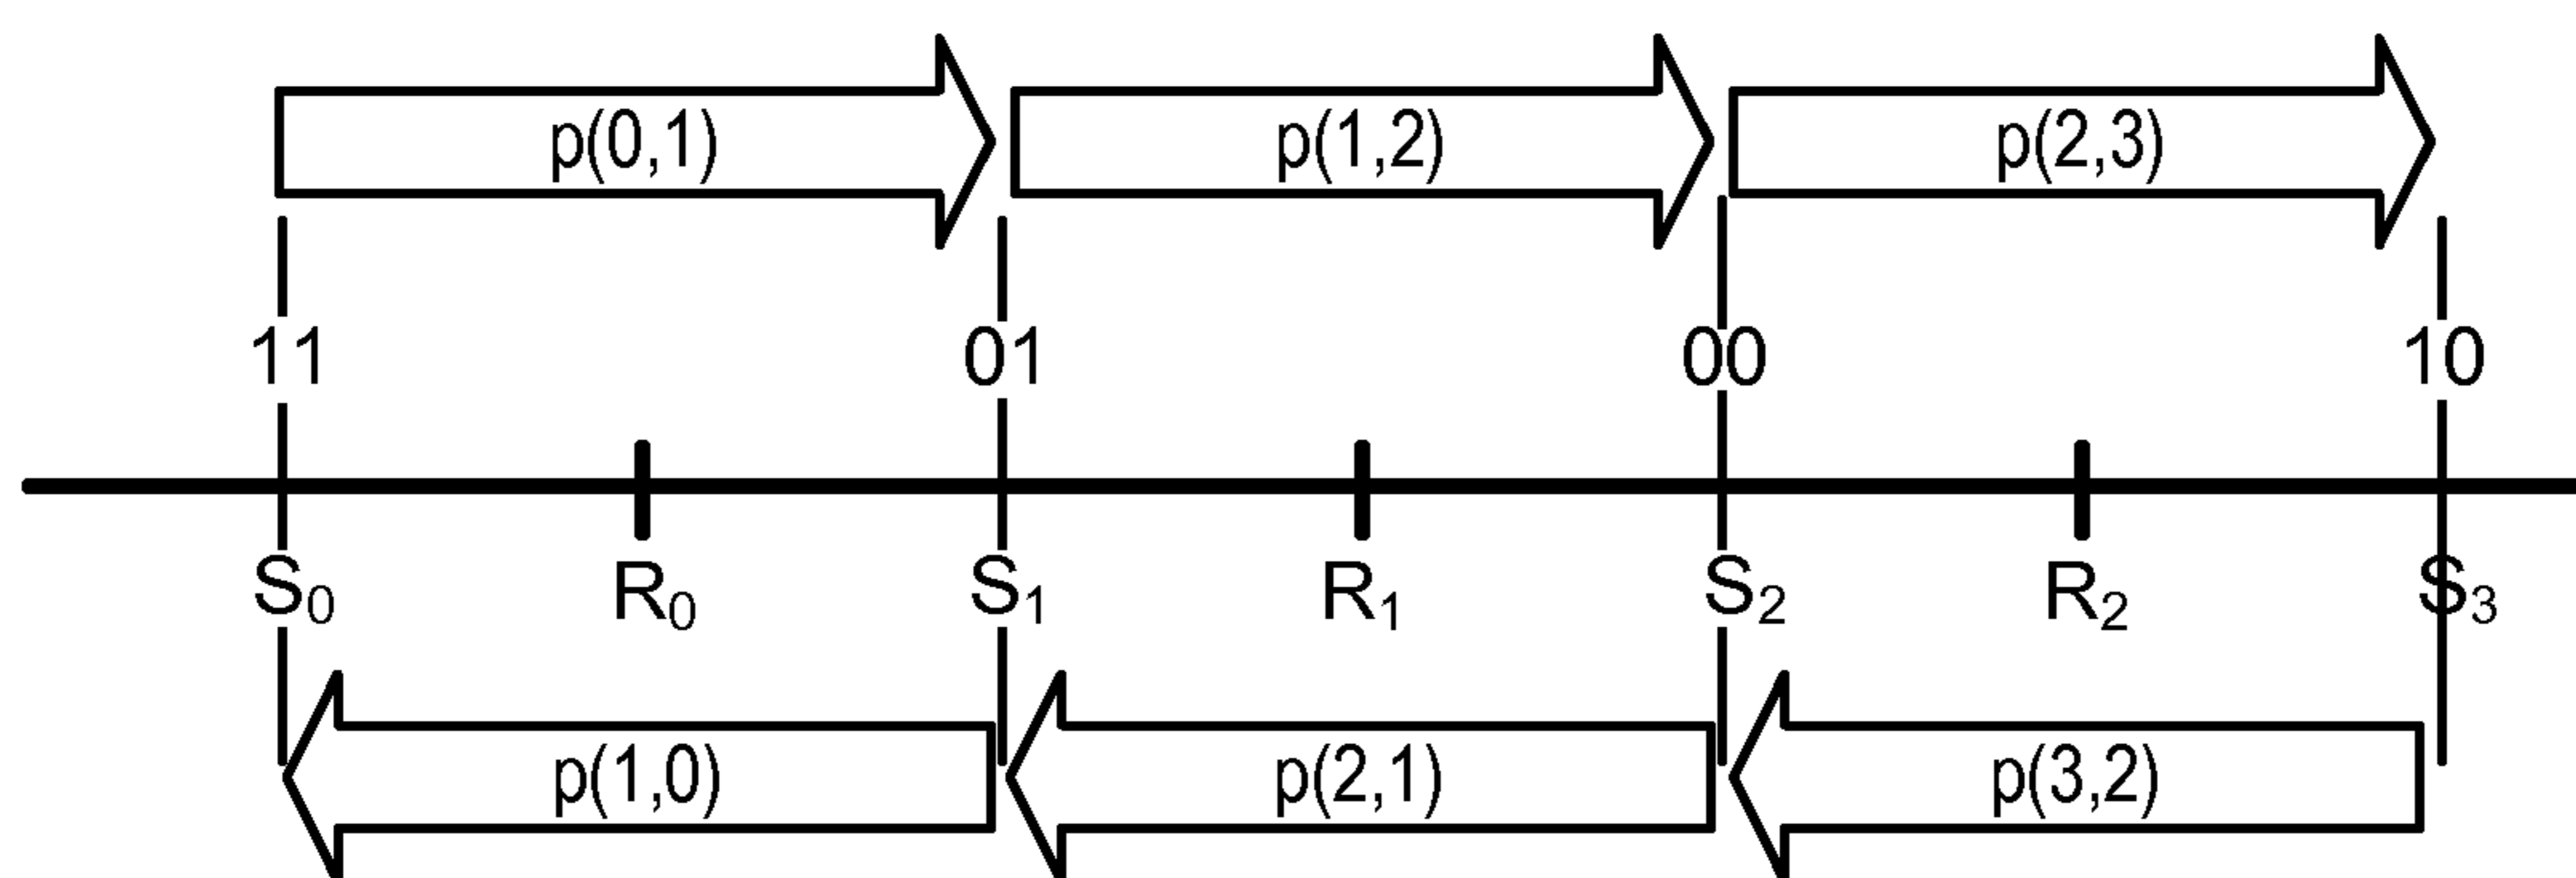 p(0,1) p(1,2) p(2,3)
11 01 00 10
S₀ R₀ S₁ R₁ S₂ R₂ S₃
p(1,0) p(2,1) p(3,2)